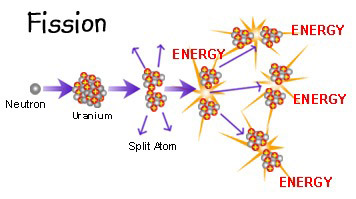 Fission
ENERGY
ENERGY
Neutron
Uranium
ENERGY
Split Atom
ENERGY